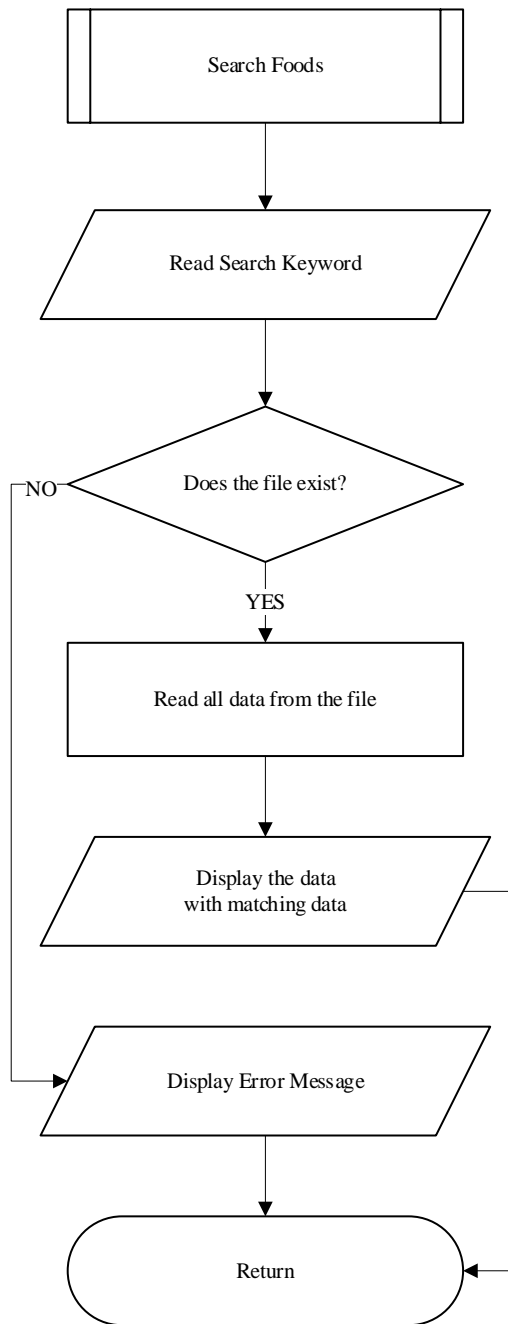 Search Foods
Read Search Keyword
Does the file exist?
NO
YES
Read all data from the file
Display the data
with matching data
Display Error Message
Return